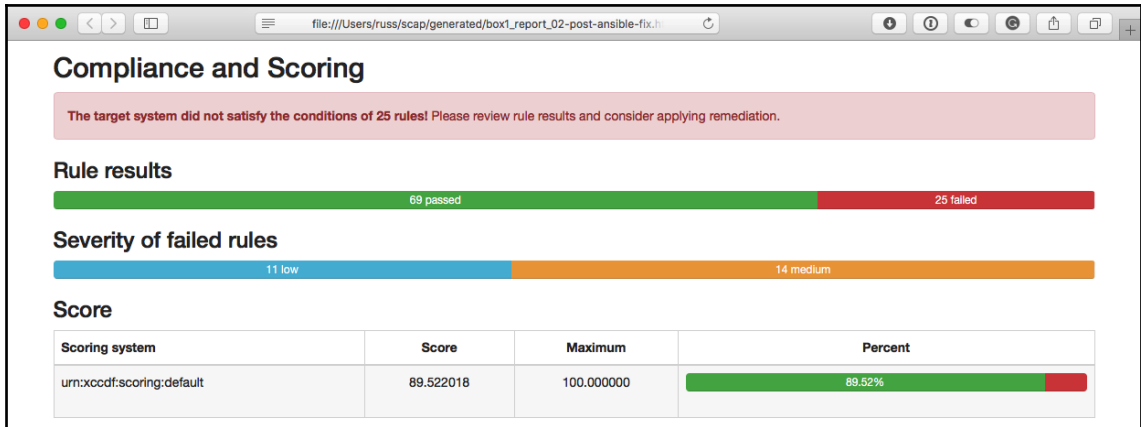 file:///Users/russ/scap/generated/box1_report_02-post-ansible-fix.h
Compliance and Scoring
The target system did not satisfy the conditions of 25 rules! Please review rule results and consider applying remediation.
Rule results
69 passed 25 failed
Severity of failed rules
11 low 14 medium
Score
Scoring system Score Maximum Percent
urn:xccdf:scoring:default 89.522018 100.000000 89.52%